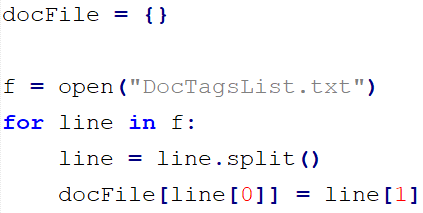 docFile = {}
f = open("DocTagsList.txt")
for line in f:
    line = line.split()
    docFile[line[0]] = line[1]